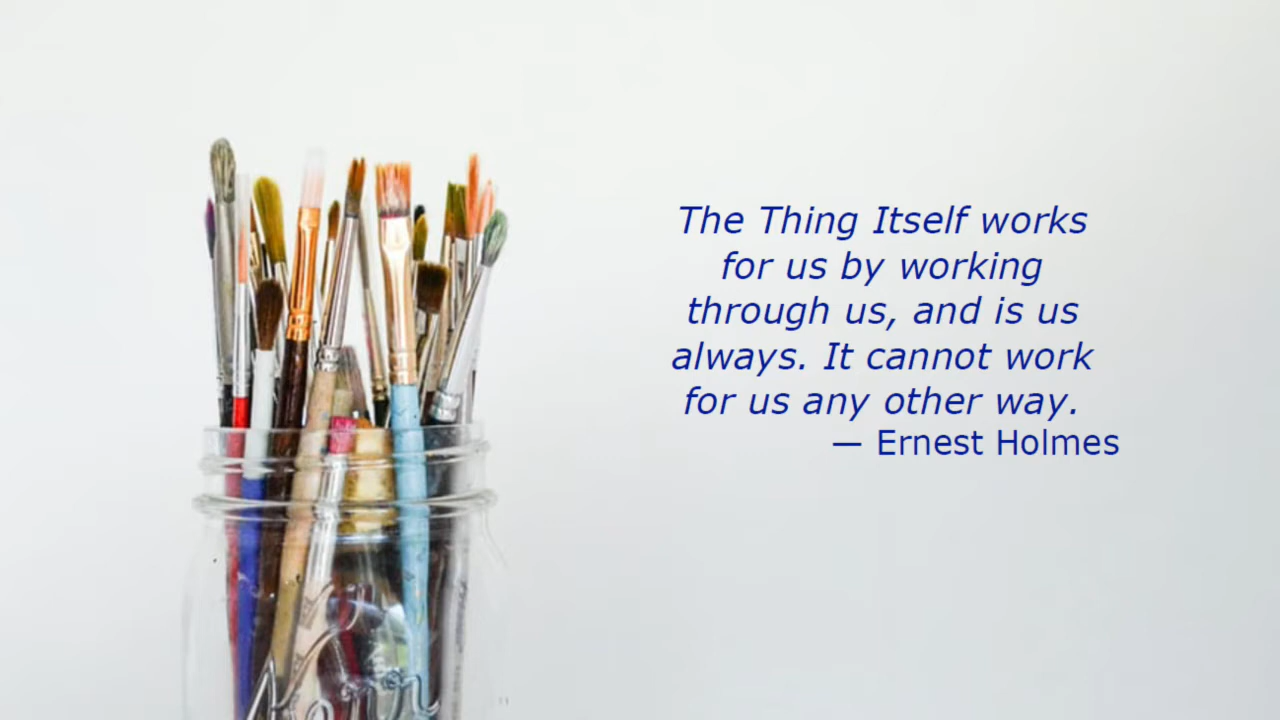 The Thing Itself works
for us by working
through us, and is us
always. It cannot work
for us any other way.
— Ernest Holmes
Kerr